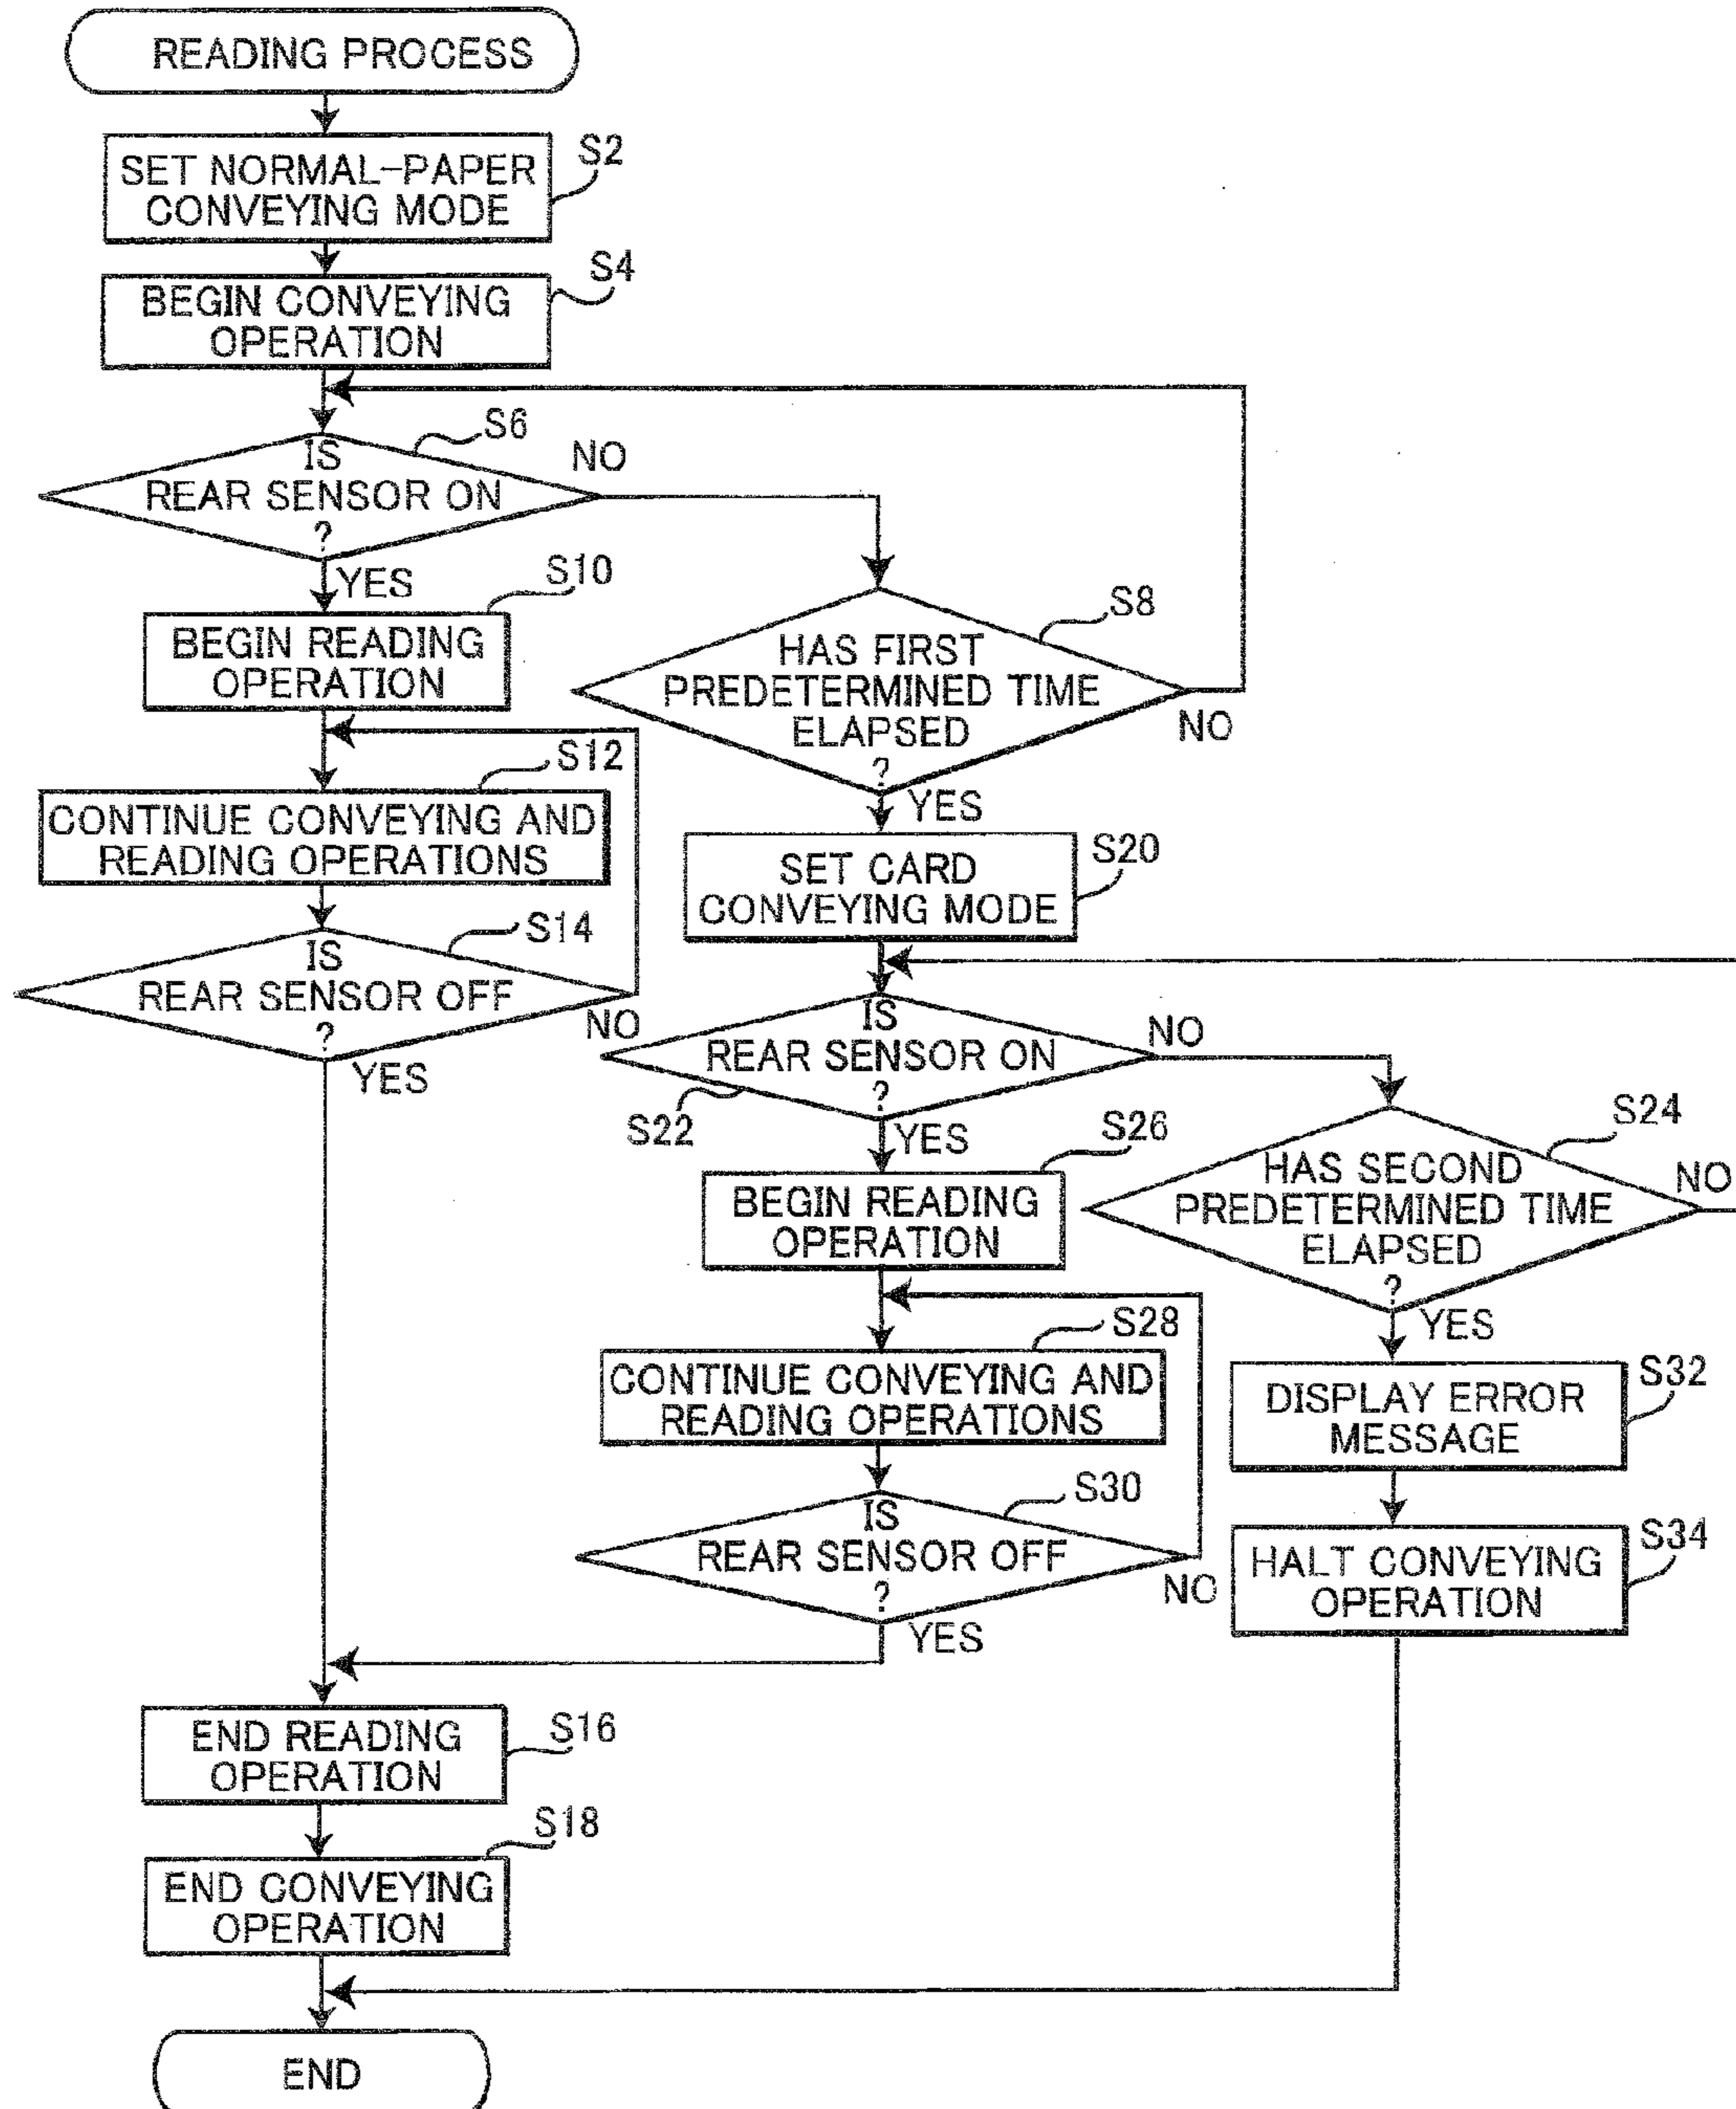 READING PROCESS
SET NORMAL-PAPER
CONVEYING MODE
S2
BEGIN CONVEYING
OPERATION
S4
IS
REAR SENSOR ON
?
S6
NO
YES
BEGIN READING
OPERATION
S10
HAS FIRST
PREDETERMINED TIME
ELAPSED
?
S8
NO
YES
CONTINUE CONVEYING AND
READING OPERATIONS
S12
SET CARD
CONVEYING MODE
S20
IS
REAR SENSOR OFF
?
S14
NO
YES
IS
REAR SENSOR ON
?
S22
NO
YES
HAS SECOND
PREDETERMINED TIME
ELAPSED
?
S24
NO
YES
BEGIN READING
OPERATION
S26
CONTINUE CONVEYING AND
READING OPERATIONS
S28
DISPLAY ERROR
MESSAGE
S32
IS
REAR SENSOR OFF
?
S30
NO
YES
HALT CONVEYING
OPERATION
S34
END READING
OPERATION
S16
END CONVEYING
OPERATION
S18
END